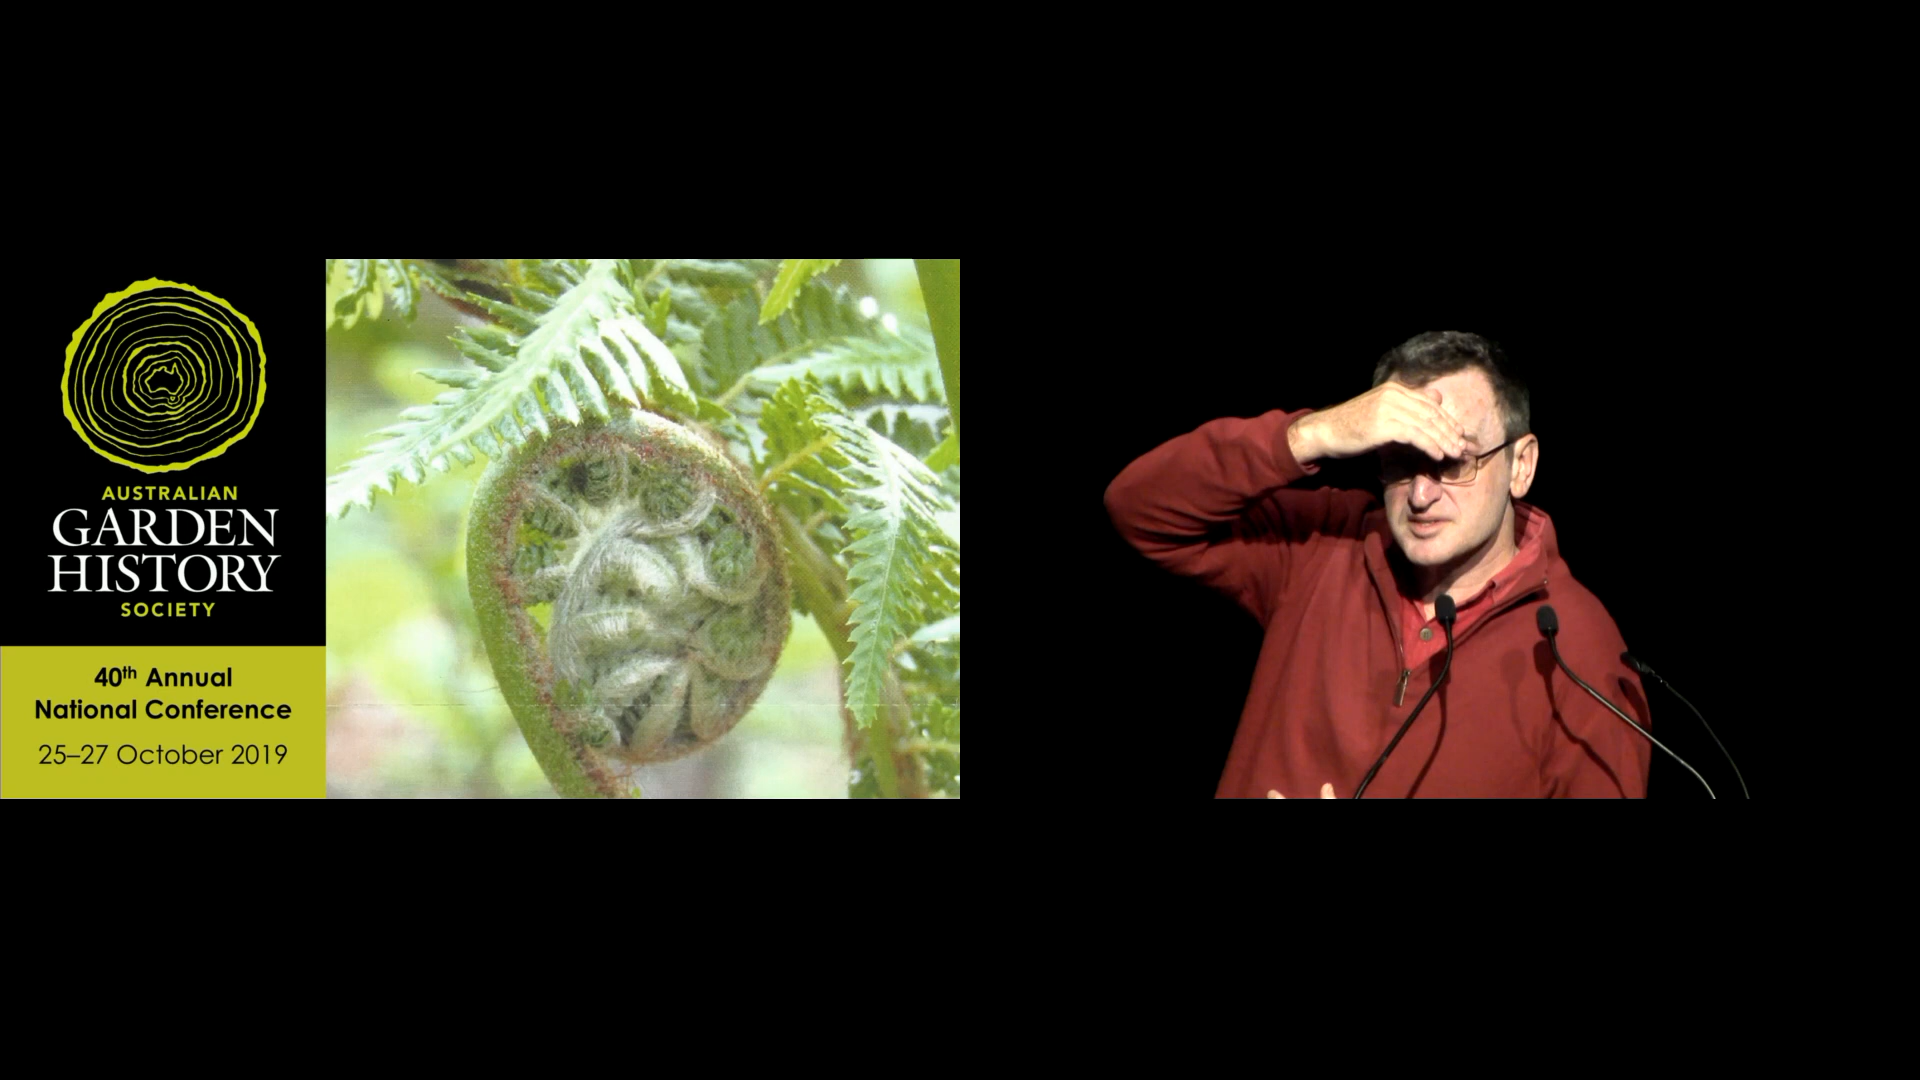 AUSTRALIAN
GARDEN
HISTORY
SOCIETY
40th Annual
National Conference
25–27 October 2019